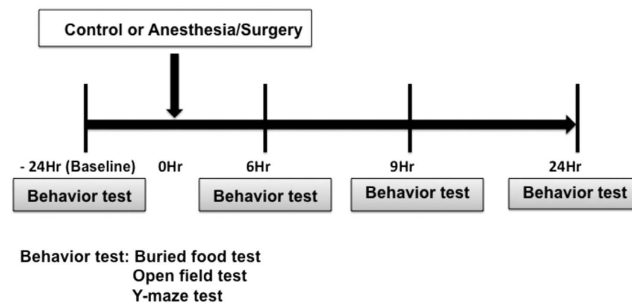 Control or Anesthesia/Surgery
- 24Hr (Baseline) 0Hr 6Hr 9Hr 24Hr
Behavior test Behavior test Behavior test Behavior test
Behavior test: Buried food test
Open field test
Y-maze test